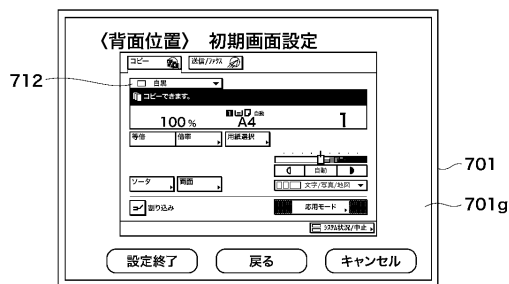 〈背面位置〉 初期画面設定
コピー 送信/ファクス
712
白黒
コピーできます。
100% 1 自動 A4 1
等倍 倍率 用紙選択
701
自動
ソータ 両面 文字/写真/地図
701g
割り込み 応用モード
システム状況/中止
設定終了 戻る キャンセル